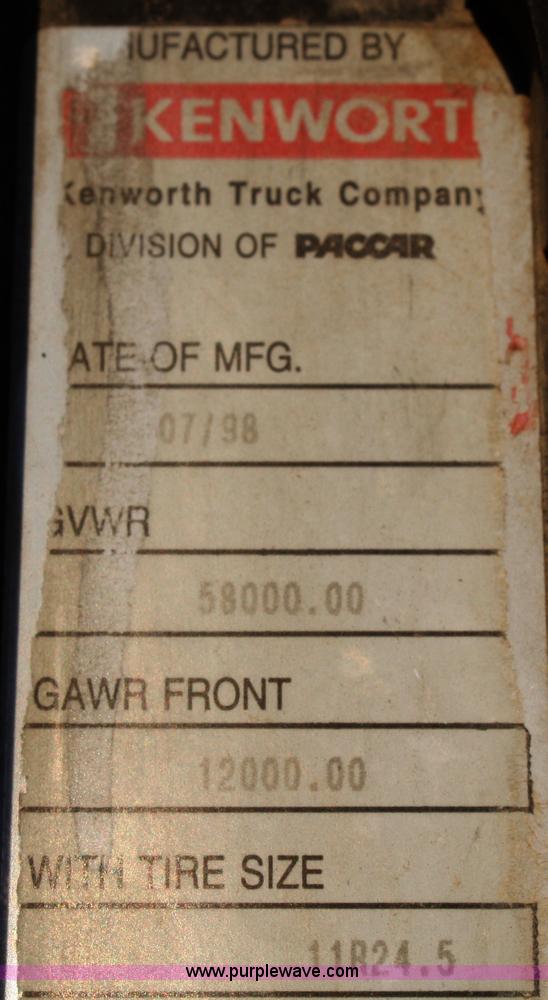 UFACTURED BY
KENWORT
Kenworth Truck Company
DIVISION OF PACCAR
ATE OF MFG.
07/98
GVWR
58000.00
GAWR FRONT
12000.00
WITH TIRE SIZE
11R24.5
www.purplewave.com